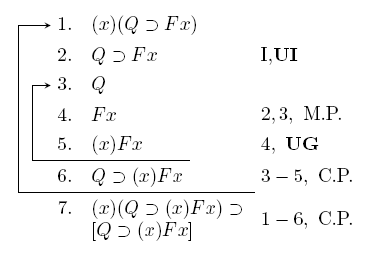 1. (x)(Q ⊃ Fx)
2. Q ⊃ Fx I,UI
3. Q
4. Fx 2, 3, M.P.
5. (x)Fx 4, UG
6. Q ⊃ (x)Fx 3 − 5, C.P.
7. (x)(Q ⊃ (x)Fx) ⊃
[Q ⊃ (x)Fx] 1 − 6, C.P.